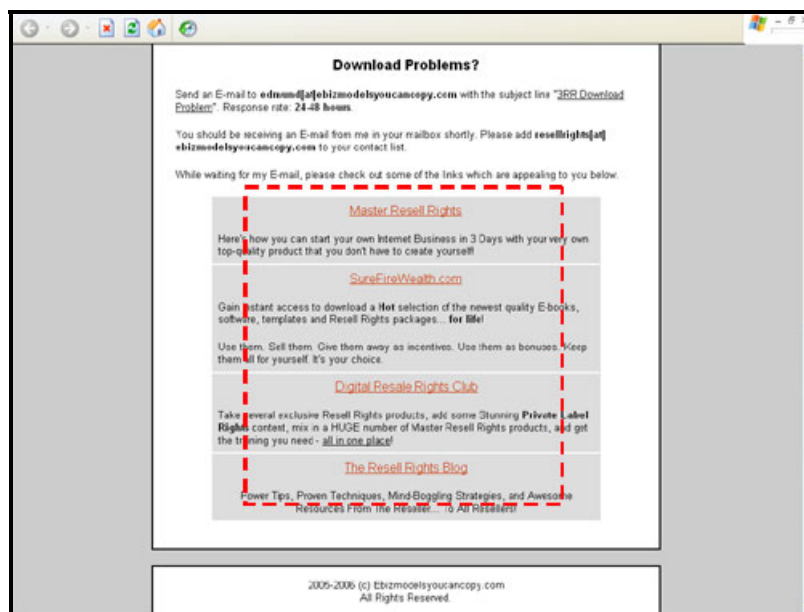 Download Problems?
Send an E-mail to edmund[at]ebizmodelsyoucancopy.com with the subject line "3RR Download
Problem". Response rate: 24-48 hours.
You should be receiving an E-mail from me in your mailbox shortly. Please add resellrights[at]
ebizmodelsyoucancopy.com to your contact list.
While waiting for my E-mail, please check out some of the links which are appealing to you below.
Master Resell Rights
Here's how you can start your own Internet Business in 3 Days with your very own
top-quality product that you don't have to create yourself!
SureFireWealth.com
Gain instant access to download a Hot selection of the newest quality E-books,
software, templates and Resell Rights packages... for life!
Use them. Sell them. Give them away as incentives. Use them as bonuses. Keep
them all for yourself. It's your choice.
Digital Resale Rights Club
Take several exclusive Resell Rights products, add some Stunning Private Label
Rights content, mix in a HUGE number of Master Resell Rights products, and get
the training you need - all in one place!
The Resell Rights Blog
Power Tips, Proven Techniques, Mind-Boggling Strategies, and Awesome
Resources From The Reseller... To All Resellers!
2005-2006 (c) Ebizmodelsyoucancopy.com
All Rights Reserved.